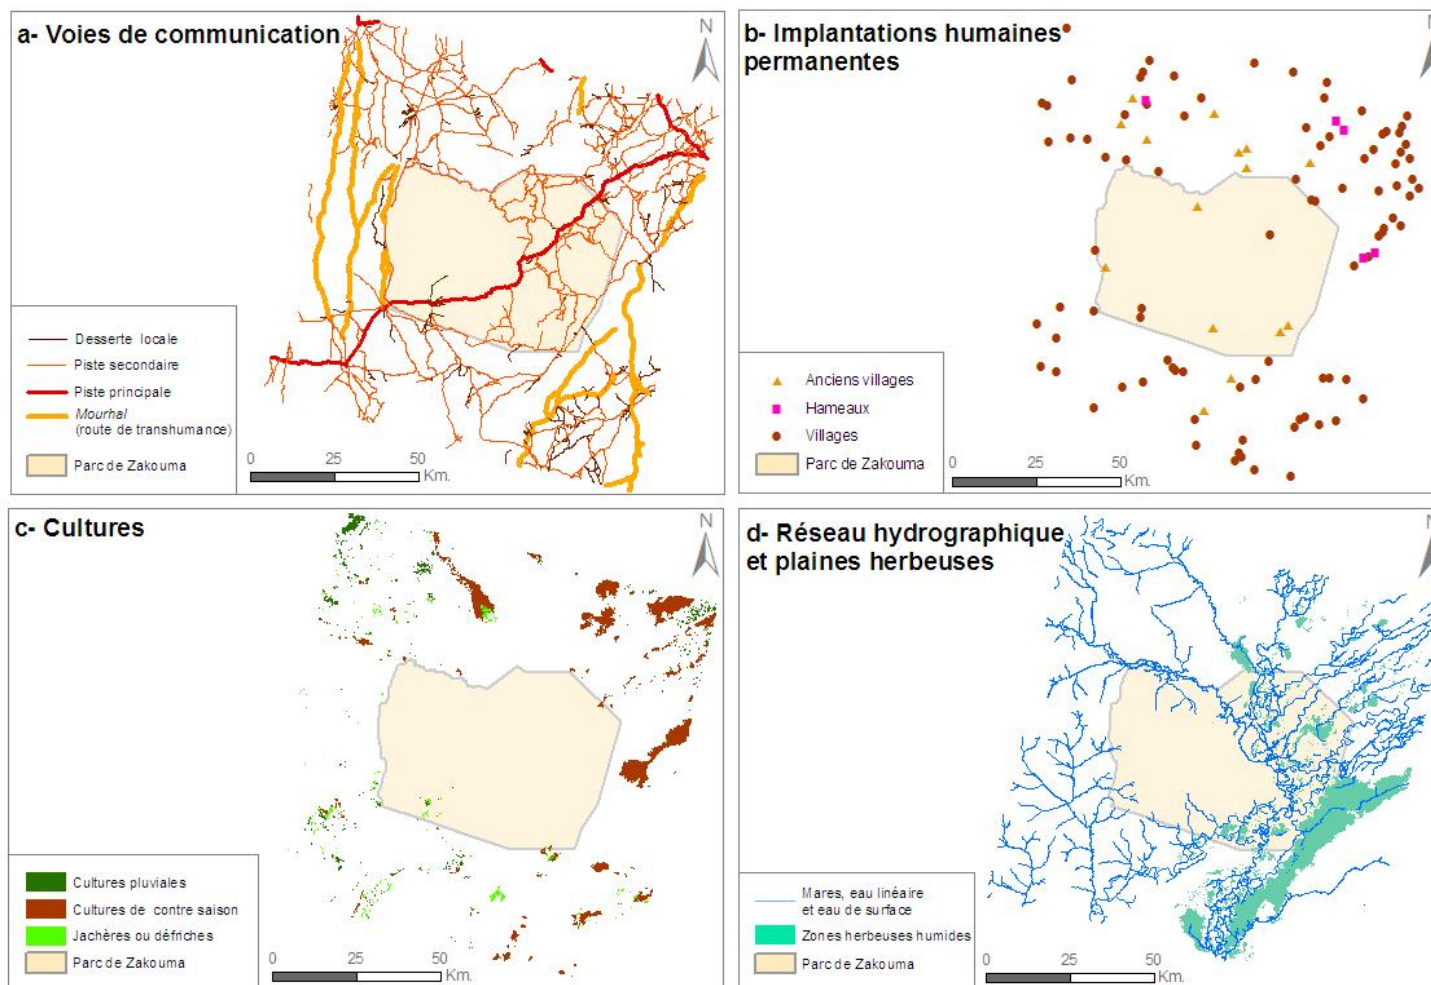 a- Voies de communication
N
Desserte locale
Piste secondaire
Piste principale
Mourhal
(route de transhumance)
Parc de Zakouma
0 25 50
Km.
b- Implantations humaines
permanentes
N
Anciens villages
Hameaux
Villages
Parc de Zakouma
0 25 50
Km.
c- Cultures
N
Cultures pluviales
Cultures de contre saison
Jachères ou défriches
Parc de Zakouma
0 25 50
Km.
d- Réseau hydrographique
et plaines herbeuses
N
Mares, eau linéaire
et eau de surface
Zones herbeuses humides
Parc de Zakouma
0 25 50
Km.